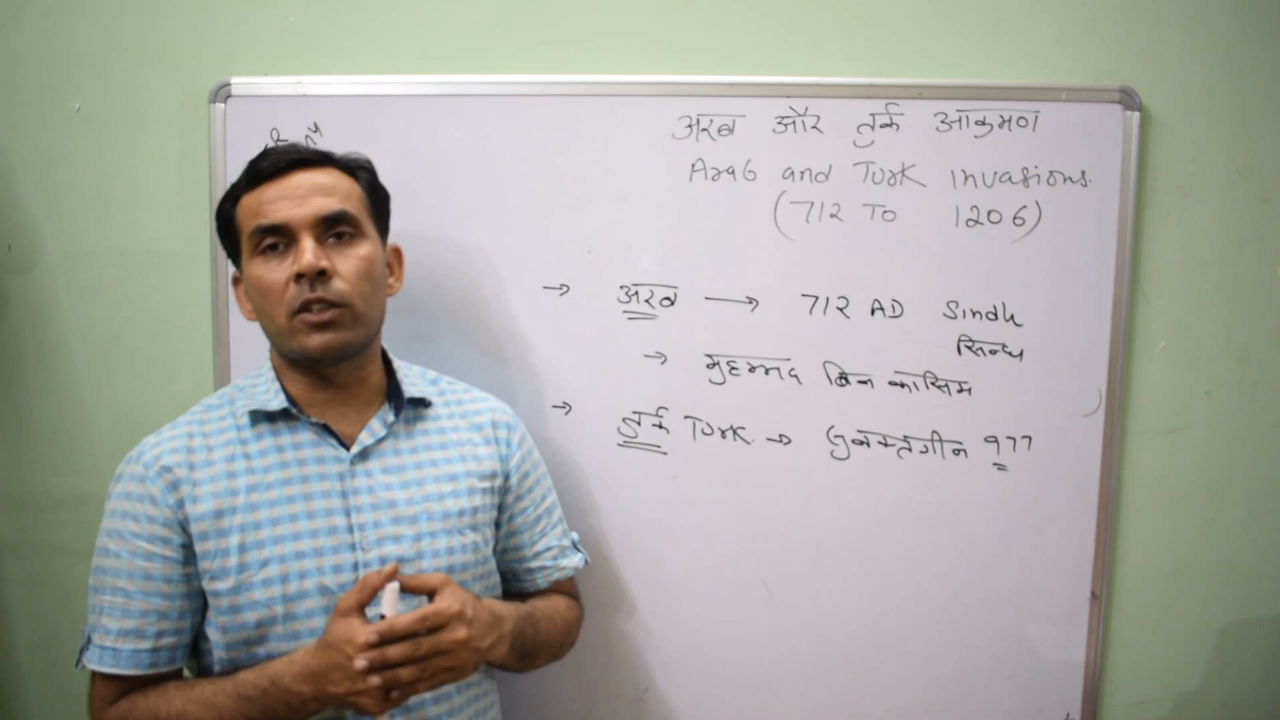 अरब और तुर्क आक्रमण
Arab and Turk Invasions.
(712 To 1206)
→ अरब → 712 AD Sindh
सिन्ध
→ मुहम्मद बिन कासिम
→ तुर्क Turk. → सुबक्तगीन 977